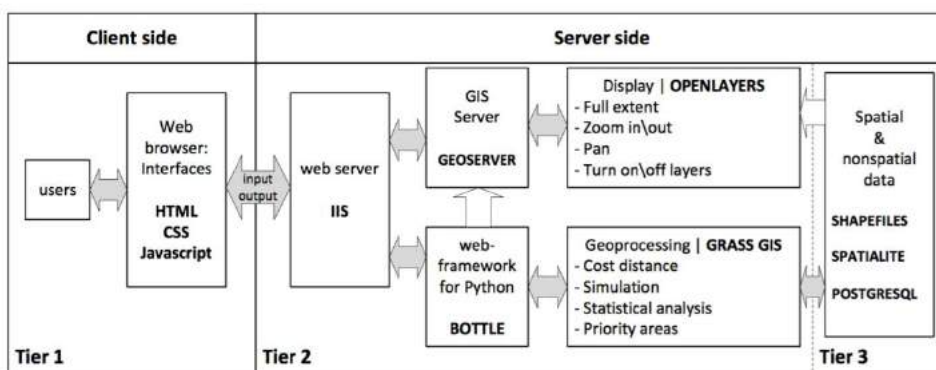 Client side
Server side
users
Web
browser:
Interfaces
HTML
CSS
Javascript
input
output
web server
IIS
GIS
Server
GEOSERVER
web-
framework
for Python
BOTTLE
Display | OPENLAYERS
- Full extent
- Zoom in\out
- Pan
- Turn on\off layers
Geoprocessing | GRASS GIS
- Cost distance
- Simulation
- Statistical analysis
- Priority areas
Spatial
&
nonspatial
data
SHAPEFILES
SPATIALITE
POSTGRESQL
Tier 1
Tier 2
Tier 3